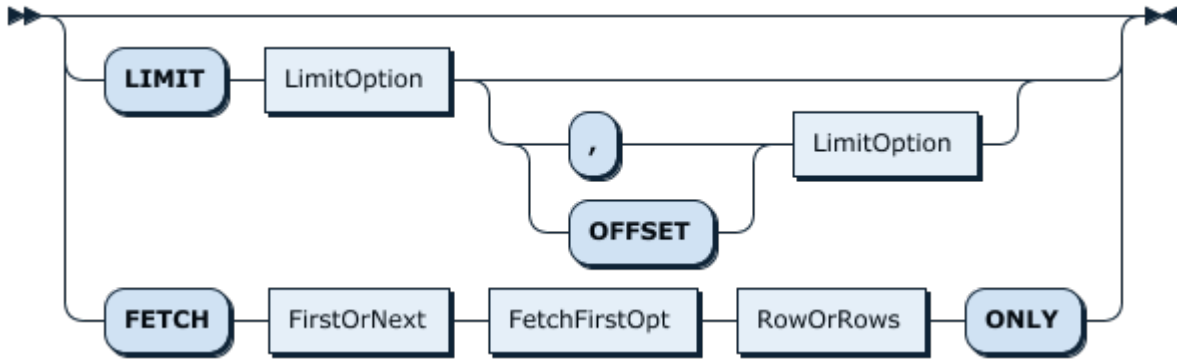 LIMIT LimitOption
, LimitOption
OFFSET
FETCH FirstOrNext FetchFirstOpt RowOrRows ONLY